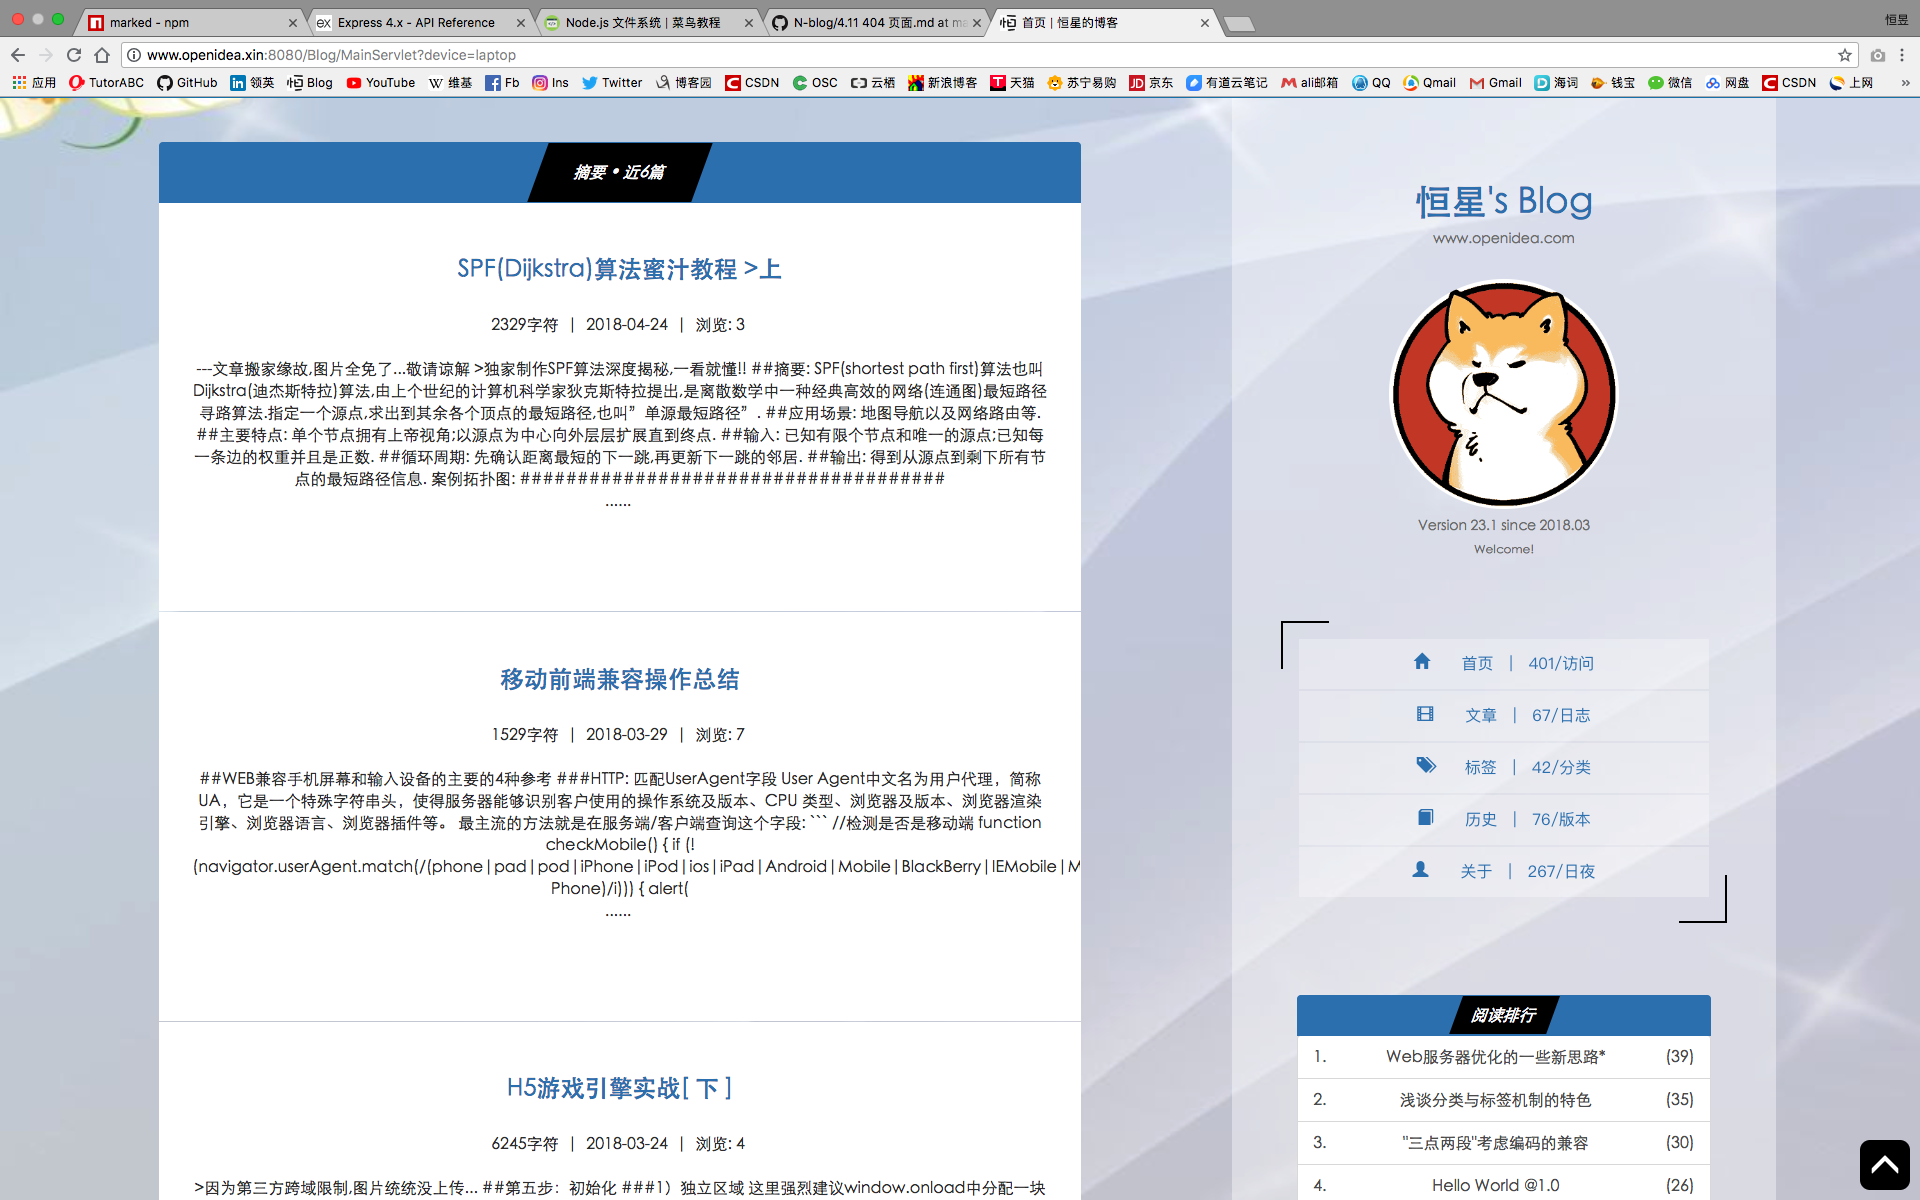 marked - npm
Express 4.x - API Reference
Node.js 文件系统 | 菜鸟教程
N-blog/4.11 404 页面.md at ma
首页 | 恒星的博客
恒昱
www.openidea.xin:8080/Blog/MainServlet?device=laptop
应用 TutorABC GitHub 领英 Blog YouTube 维基 Fb Ins Twitter 博客园 CSDN OSC 云栖 新浪博客 天猫 苏宁易购 京东 有道云笔记 ali邮箱 QQ Qmail Gmail 海词 钱宝 微信 网盘 CSDN 上网 »
摘要 • 近6篇
SPF(Dijkstra)算法蜜汁教程 >上
2329字符 | 2018-04-24 | 浏览: 3
---文章搬家缘故,图片全免了...敬请谅解 >独家制作SPF算法深度揭秘,一看就懂!! ##摘要: SPF(shortest path first)算法也叫
Dijkstra(迪杰斯特拉)算法,由上个世纪的计算机科学家狄克斯特拉提出,是离散数学中一种经典高效的网络(连通图)最短路径
寻路算法.指定一个源点,求出到其余各个顶点的最短路径,也叫”单源最短路径”. ##应用场景: 地图导航以及网络路由等.
##主要特点: 单个节点拥有上帝视角;以源点为中心向外层层扩展直到终点. ##输入: 已知有限个节点和唯一的源点;已知每
一条边的权重并且是正数. ##循环周期: 先确认距离最短的下一跳,再更新下一跳的邻居. ##输出: 得到从源点到剩下所有节
点的最短路径信息. 案例拓扑图: #####################################
......
移动前端兼容操作总结
1529字符 | 2018-03-29 | 浏览: 7
##WEB兼容手机屏幕和输入设备的主要的4种参考 ###HTTP: 匹配UserAgent字段 User Agent中文名为用户代理，简称
UA，它是一个特殊字符串头，使得服务器能够识别客户使用的操作系统及版本、CPU 类型、浏览器及版本、浏览器渲染
引擎、浏览器语言、浏览器插件等。 最主流的方法就是在服务端/客户端查询这个字段: ``` //检测是否是移动端 function
checkMobile() { if (!
(navigator.userAgent.match(/(phone|pad|pod|iPhone|iPod|ios|iPad|Android|Mobile|BlackBerry|IEMobile|M
Phone)/i))) { alert(
......
H5游戏引擎实战[ 下 ]
6245字符 | 2018-03-24 | 浏览: 4
>因为第三方跨域限制,图片统统没上传... ##第五步：初始化 ###1）独立区域 这里强烈建议window.onload中分配一块
恒星's Blog
www.openidea.com
Version 23.1 since 2018.03
Welcome!
首页 | 401/访问
文章 | 67/日志
标签 | 42/分类
历史 | 76/版本
关于 | 267/日夜
阅读排行
1. Web服务器优化的一些新思路* (39)
2. 浅谈分类与标签机制的特色 (35)
3. "三点两段"考虑编码的兼容 (30)
4. Hello World @1.0 (26)